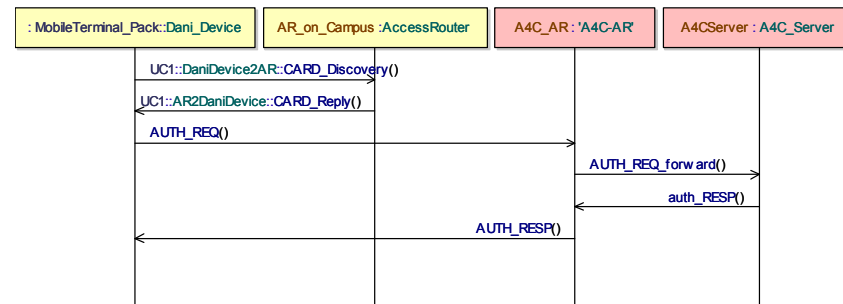 : MobileTerminal_Pack::Dani_Device
AR_on_Campus :AccessRouter
A4C_AR : 'A4C-AR'
A4CServer : A4C_Server
UC1::DaniDevice2AR::CARD_Discovery()
UC1::AR2DaniDevice::CARD_Reply()
AUTH_REQ()
AUTH_REQ_forward()
auth_RESP()
AUTH_RESP()